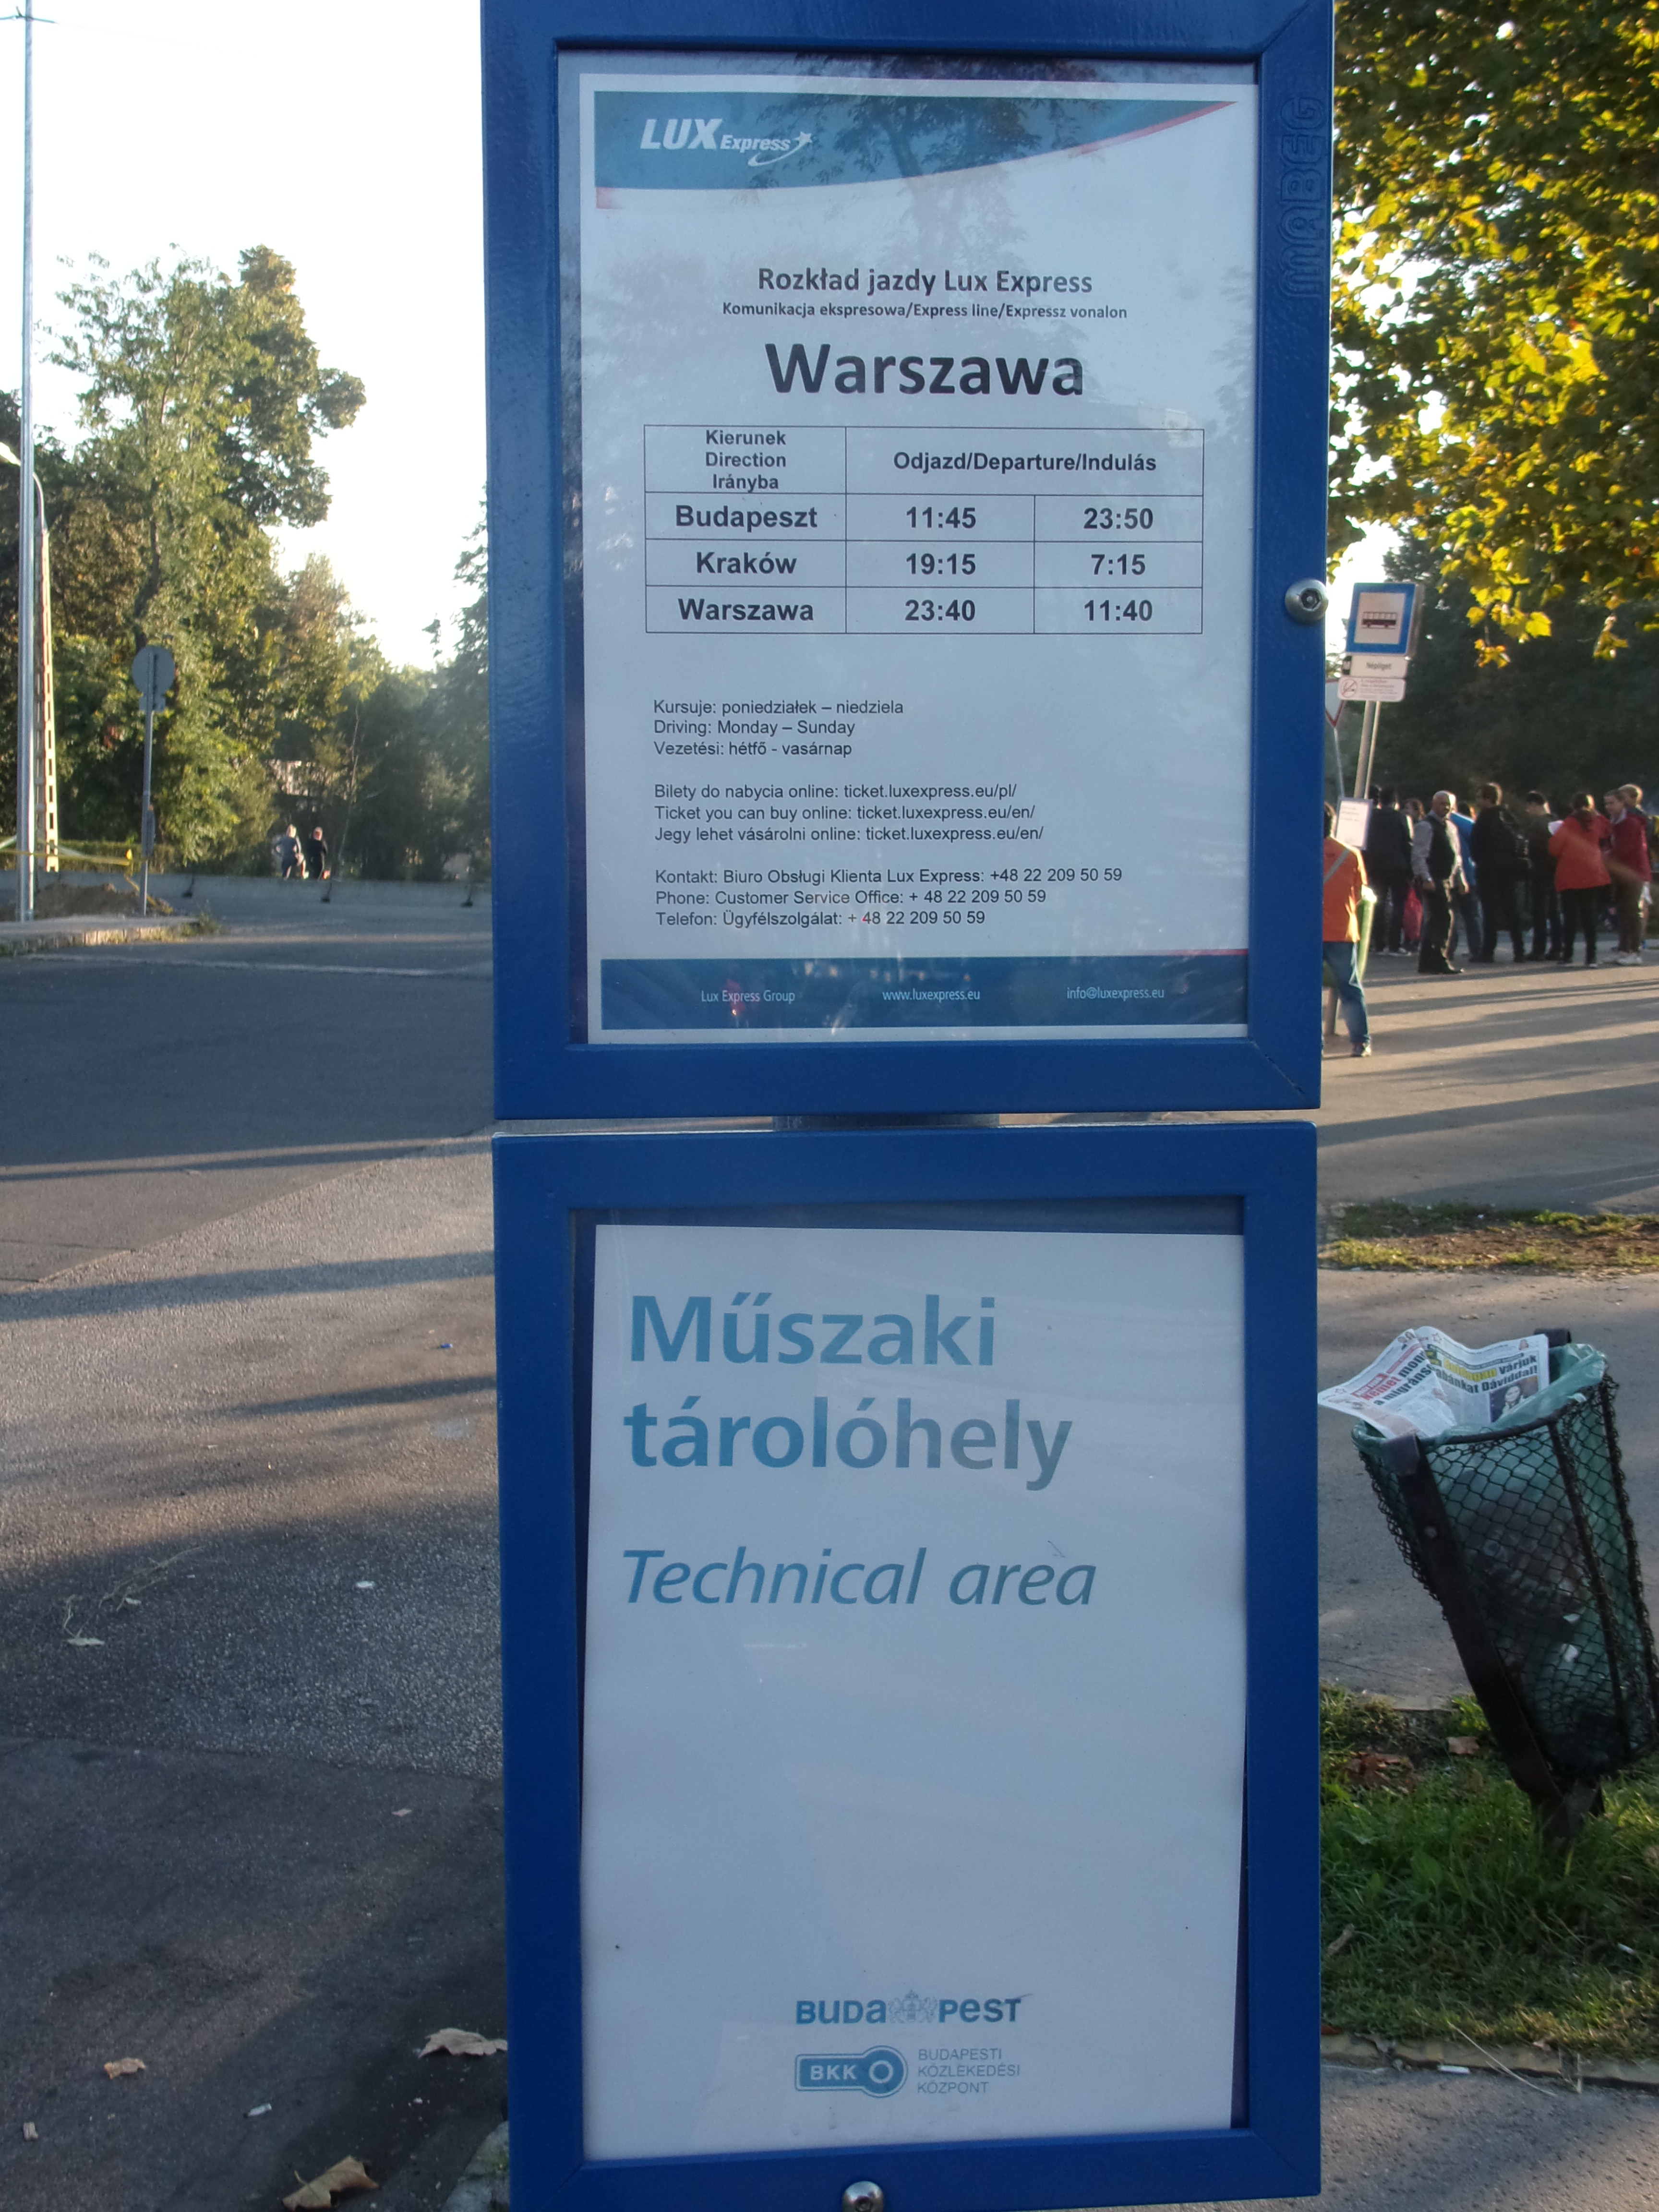 LUX Express
Rozkład jazdy Lux Express
Komunikacja ekspresowa/Express line/Expressz vonalon
Warszawa
Kierunek
Direction
Irányba
Odjazd/Departure/Indulás
Budapeszt 11:45 23:50
Kraków 19:15 7:15
Warszawa 23:40 11:40
Kursuje: poniedziałek – niedziela
Driving: Monday – Sunday
Vezetési: hétfő - vasárnap
Bilety do nabycia online: ticket.luxexpress.eu/pl/
Ticket you can buy online: ticket.luxexpress.eu/en/
Jegy lehet vásárolni online: ticket.luxexpress.eu/en/
Kontakt: Biuro Obsługi Klienta Lux Express: +48 22 209 50 59
Phone: Customer Service Office: + 48 22 209 50 59
Telefon: Ügyfélszolgálat: + 48 22 209 50 59
Lux Express Group www.luxexpress.eu info@luxexpress.eu
MABEG
Népliget
Műszaki
tárolóhely
Technical area
BUDAPEST
BKK
BUDAPESTI
KÖZLEKEDÉSI
KÖZPONT
várjuk
Dáviddal!